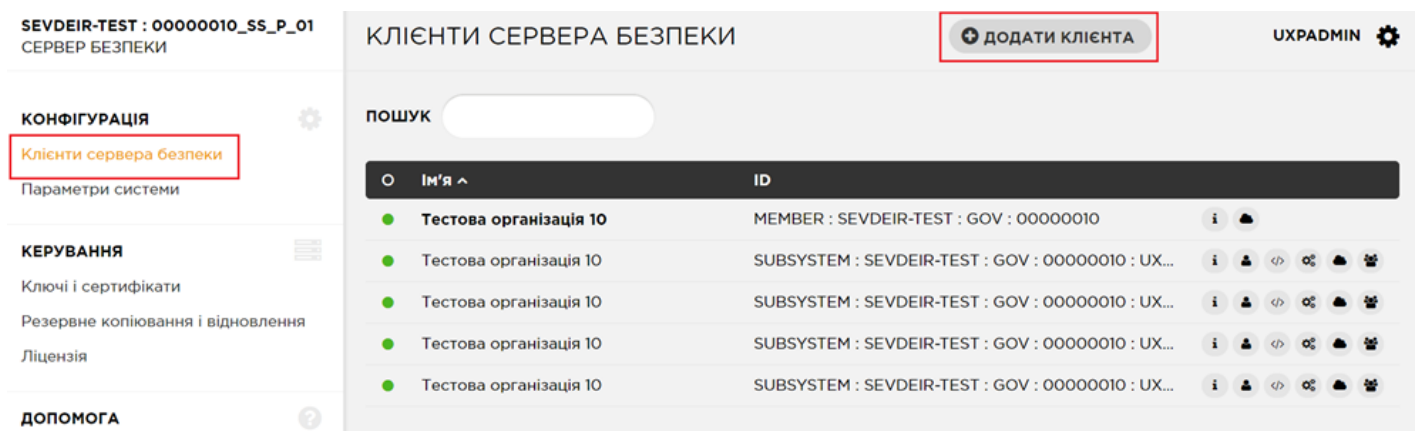 SEVDEIR-TEST : 00000010_SS_P_01
СЕРВЕР БЕЗПЕКИ
КЛІЄНТИ СЕРВЕРА БЕЗПЕКИ
ДОДАТИ КЛІЄНТА
UXPADMIN
КОНФІГУРАЦІЯ
Клієнти сервера безпеки
Параметри системи
КЕРУВАННЯ
Ключі і сертифікати
Резервне копіювання і відновлення
Ліцензія
ДОПОМОГА
ПОШУК
Ім'я ID
Тестова організація 10 MEMBER : SEVDEIR-TEST : GOV : 00000010
Тестова організація 10 SUBSYSTEM : SEVDEIR-TEST : GOV : 00000010 : UX...
Тестова організація 10 SUBSYSTEM : SEVDEIR-TEST : GOV : 00000010 : UX...
Тестова організація 10 SUBSYSTEM : SEVDEIR-TEST : GOV : 00000010 : UX...
Тестова організація 10 SUBSYSTEM : SEVDEIR-TEST : GOV : 00000010 : UX...